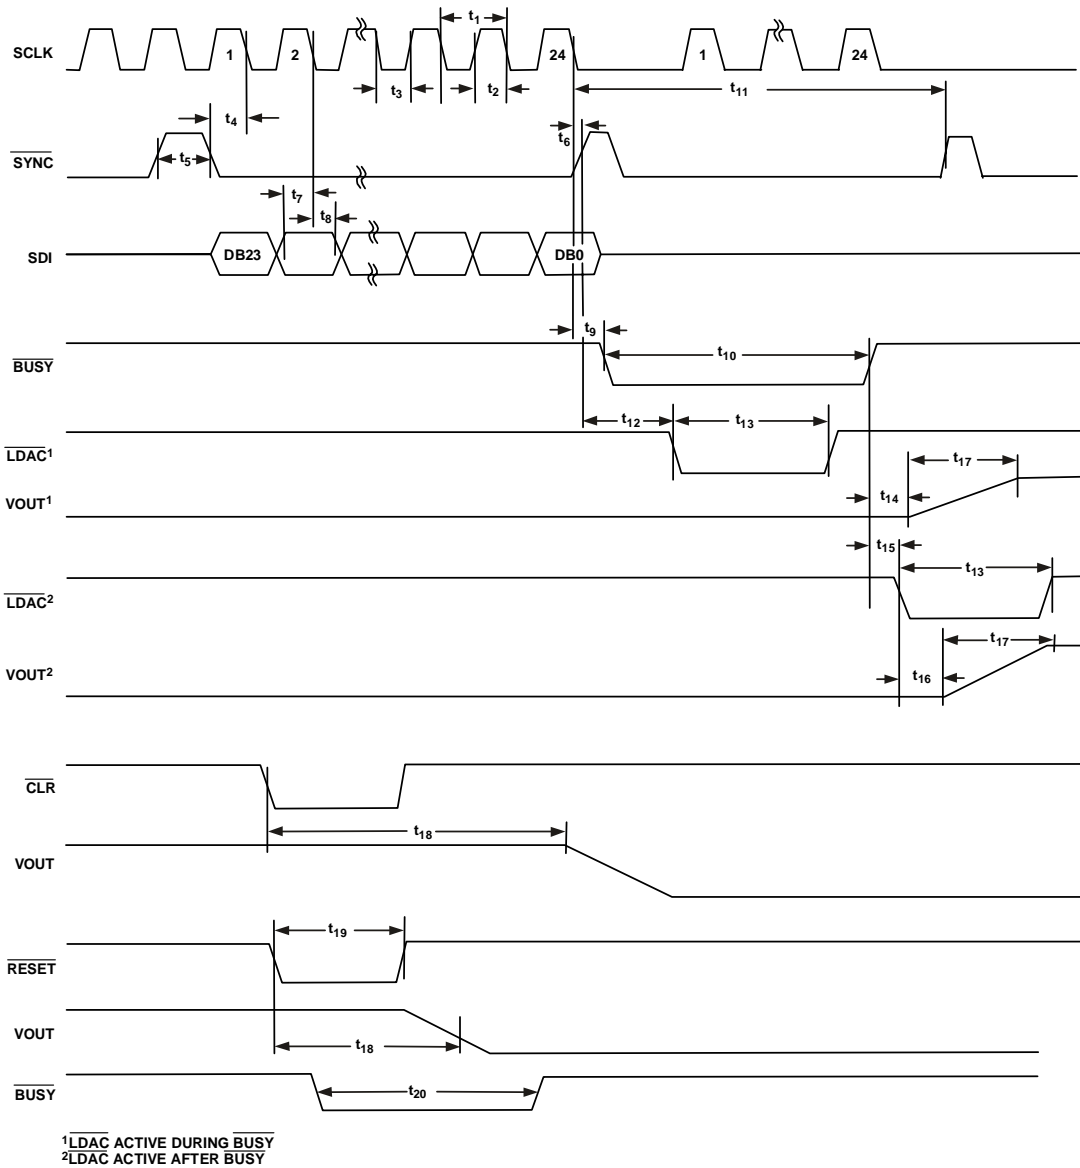 t1
SCLK 1 2 24 1 24
t3 t2 t11
t4
t6
SYNC t5
t7
t8
SDI DB23 DB0
t9
t10
BUSY
t12 t13
LDAC1
t17
VOUT1 t14
t15
t13
LDAC2
t17
VOUT2 t16
CLR
t18
VOUT
t19
RESET
VOUT
t18
BUSY t20
1LDAC ACTIVE DURING BUSY
2LDAC ACTIVE AFTER BUSY